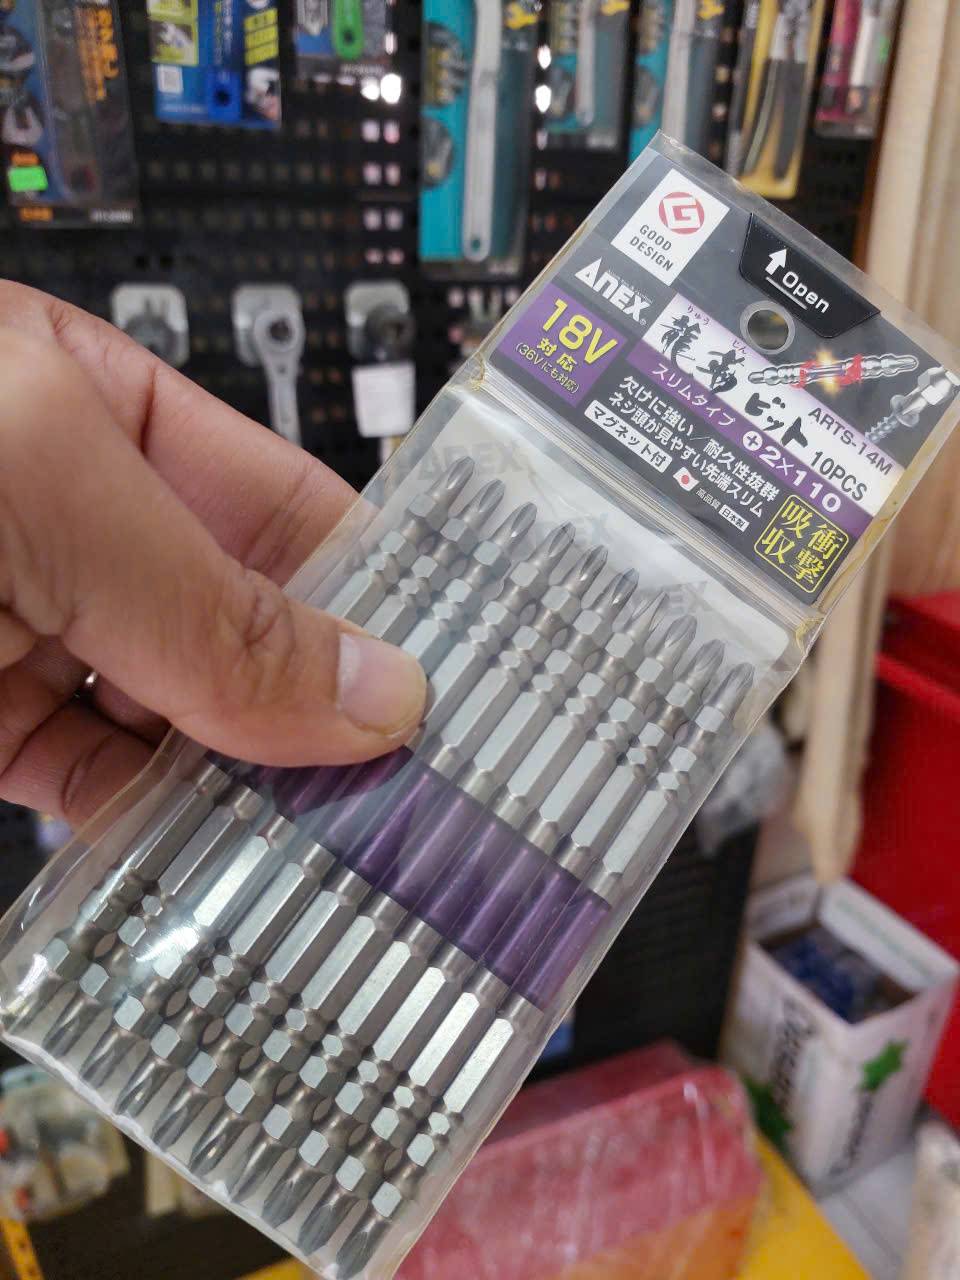 GOOD
DESIGN
Open
ANEX
18V
対応
(36Vにも対応)
りゅう じん
龍靭ビット
ARTS-14M
10PCS
スリムタイプ +2×110
欠けに強い/耐久性抜群
ネジ頭が見やすい先端スリム
マグネット付
高品質 日本製
衝撃
吸収